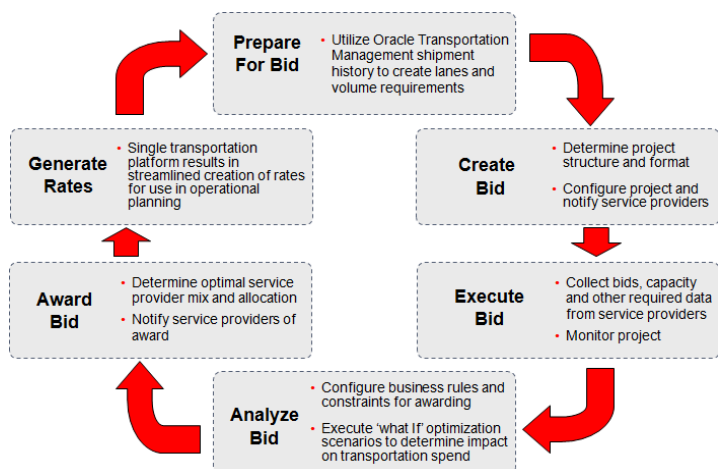 Prepare
For Bid
• Utilize Oracle Transportation
Management shipment
history to create lanes and
volume requirements
Create
Bid
• Determine project
structure and format
• Configure project and
notify service providers
Execute
Bid
• Collect bids, capacity
and other required data
from service providers
• Monitor project
Analyze
Bid
• Configure business rules and
constraints for awarding
• Execute ‘what If’ optimization
scenarios to determine impact
on transportation spend
Award
Bid
• Determine optimal service
provider mix and allocation
• Notify service providers of
award
Generate
Rates
• Single transportation
platform results in
streamlined creation of rates
for use in operational
planning